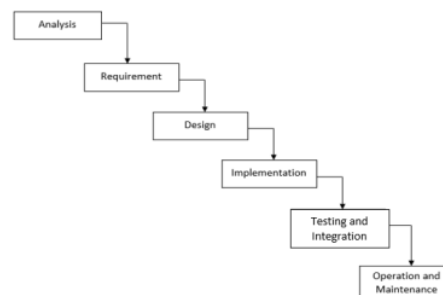 Analysis
Requirement
Design
Implementation
Testing and
Integration
Operation and
Maintenance